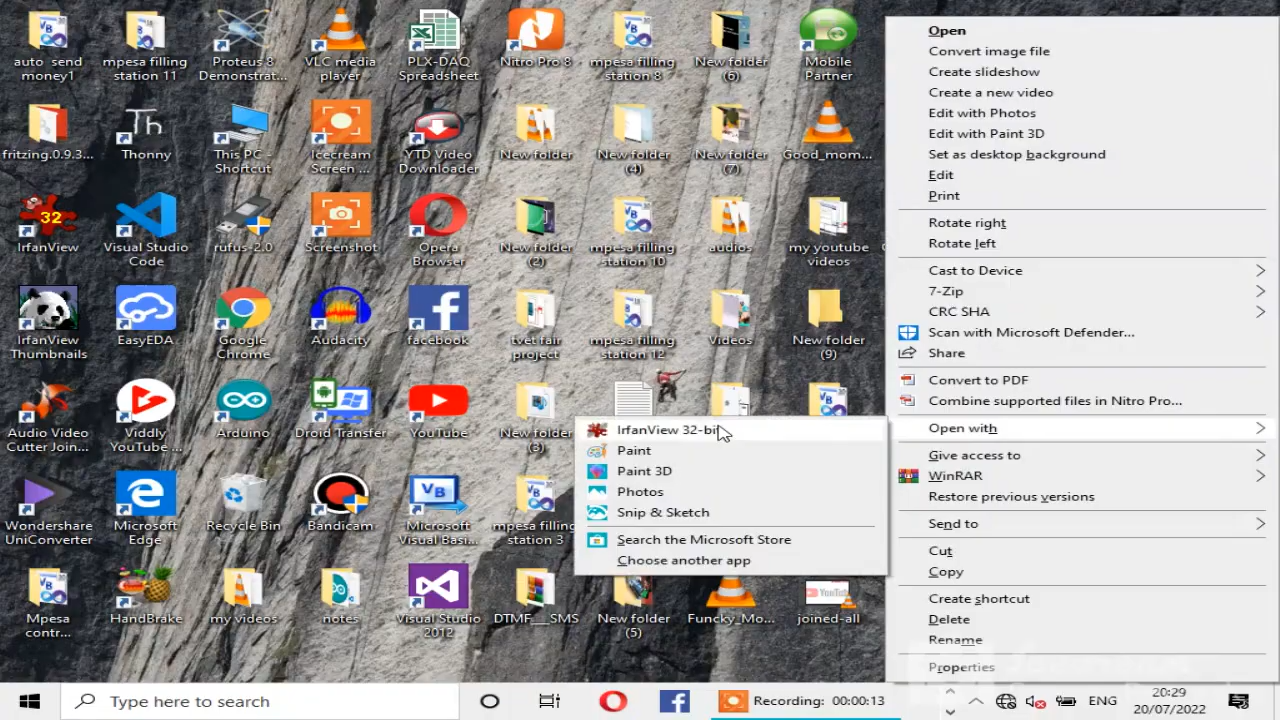 auto send
money1
mpesa filling
station 11
Proteus 8
Demonstrat...
VLC media
player
PLX-DAQ
Spreadsheet
Nitro Pro 8
mpesa filling
station 8
New folder
(6)
Mobile
Partner
fritzing.0.9.3...
Th
Thonny
This PC -
Shortcut
Icecream
Screen ...
YTD Video
Downloader
New folder
New folder
(4)
New folder
(7)
Good_mom...
32
IrfanView
Visual Studio
Code
rufus-2.0
Screenshot
Opera
Browser
New folder
(2)
mpesa filling
station 10
audios
my youtube
videos
IrfanView
Thumbnails
EasyEDA
Google
Chrome
Audacity
facebook
tvet fair
project
mpesa filling
station 12
Videos
New folder
(9)
Audio Video
Cutter Join...
Viddly
YouTube ...
Arduino
Droid Transfer
YouTube
New folder
(3)
Wondershare
UniConverter
Microsoft
Edge
Recycle Bin
Bandicam
VB
Microsoft
Visual Basi...
mpesa filling
station 3
Mpesa
contr...
HandBrake
my videos
notes
Visual Studio
2012
DTMF___SMS
New folder
(5)
Funcky_Mo...
YouTube
joined-all
IrfanView 32-bit
Paint
Paint 3D
Photos
Snip & Sketch
Search the Microsoft Store
Choose another app
Open
Convert image file
Create slideshow
Create a new video
Edit with Photos
Edit with Paint 3D
Set as desktop background
Edit
Print
Rotate right
Rotate left
Cast to Device
7-Zip
CRC SHA
Scan with Microsoft Defender...
Share
Convert to PDF
Combine supported files in Nitro Pro...
Open with
Give access to
WinRAR
Restore previous versions
Send to
Cut
Copy
Create shortcut
Delete
Rename
Properties
Type here to search
Recording: 00:00:13
ENG
20:29
20/07/2022